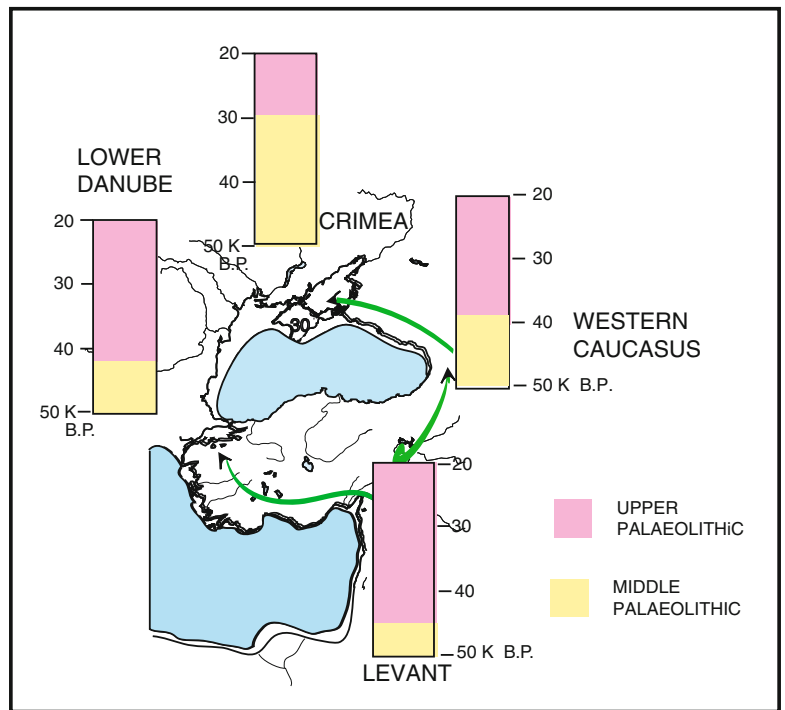 20
30
40
50 K
B.P.
CRIMEA
LOWER
DANUBE
20
30
40
50 K
B.P.
20
30
40
50 K B.P.
WESTERN
CAUCASUS
30
20
30
40
50 K B.P.
LEVANT
UPPER
PALAEOLITHiC
MIDDLE
PALAEOLITHIC